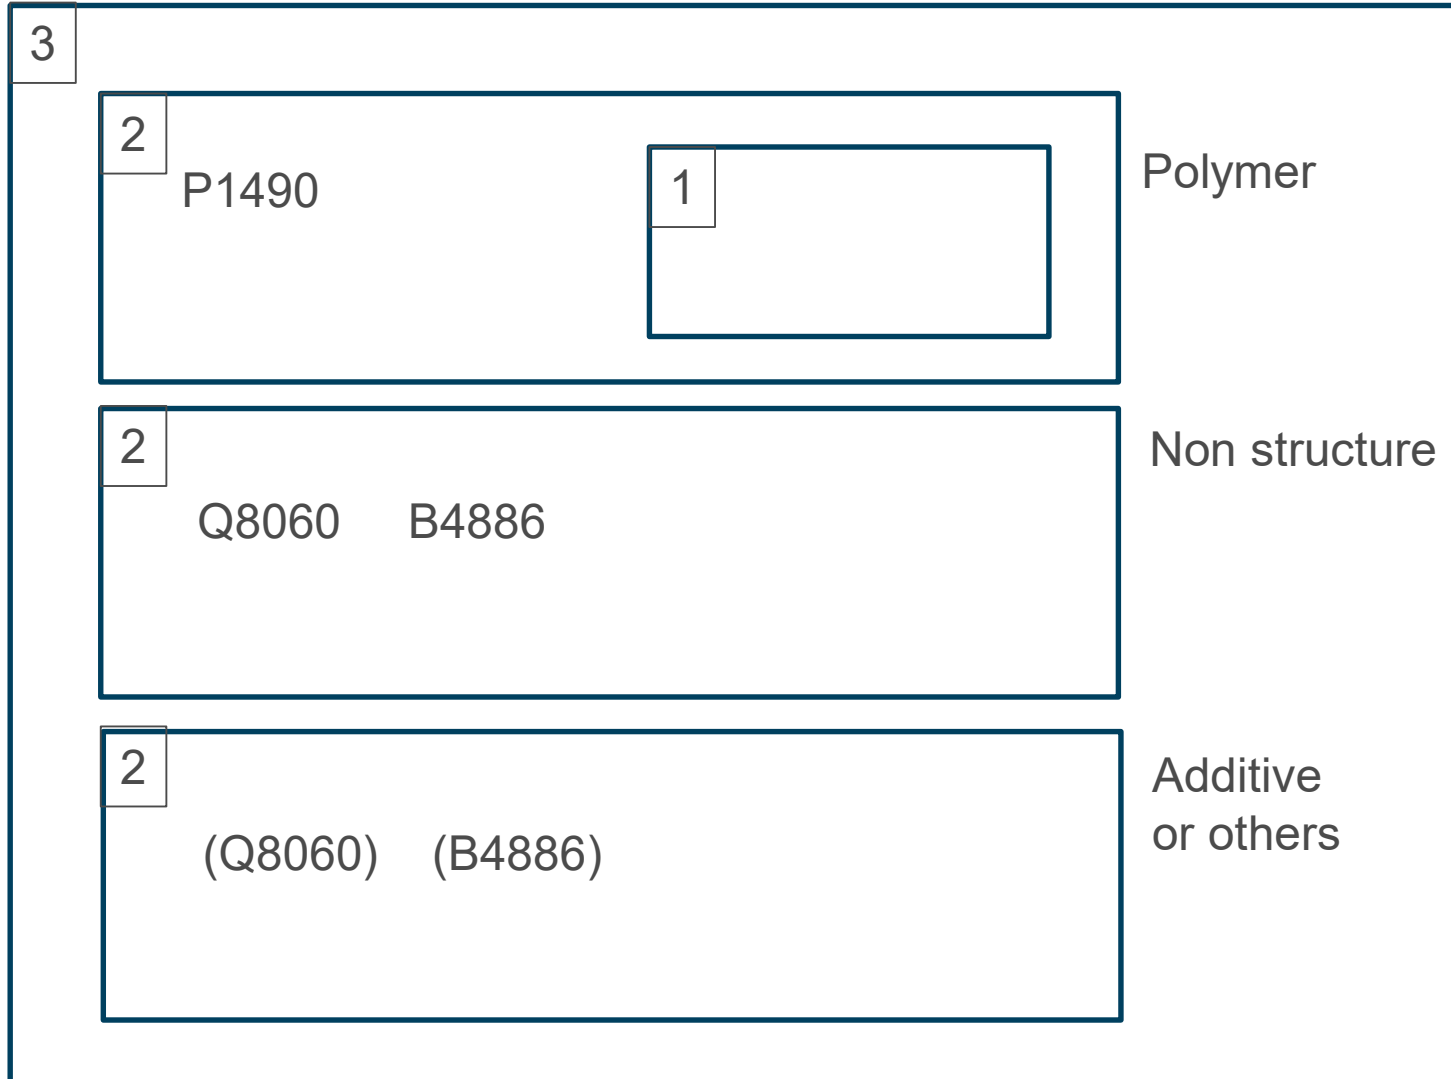 3
2
P1490
1
Polymer
2
Non structure
Q8060 B4886
2
Additive
or others
(Q8060) (B4886)